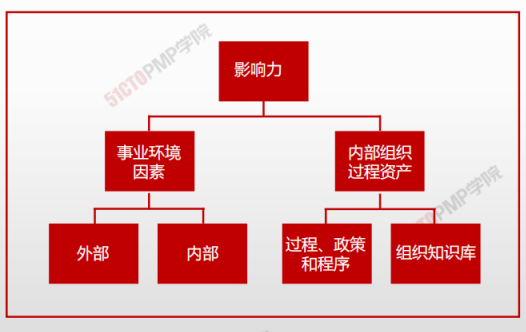 51CTOPMP学院
影响力
事业环境
因素
内部组织
过程资产
CTOPMP学院
外部
内部
过程、政策
和程序
组织知识库